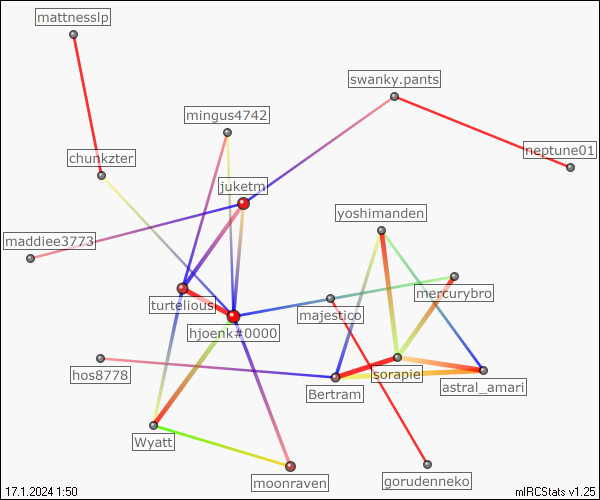 mattnesslp
swanky.pants
mingus4742
neptune01
chunkzter
juketm
yoshimanden
maddiee3773
mercurybro
turtelious
majestico
hjoenk#0000
hos8778
sorapie
astral_amari
Bertram
Wyatt
moonraven
gorudenneko
17.1.2024 1:50
mIRCStats v1.25